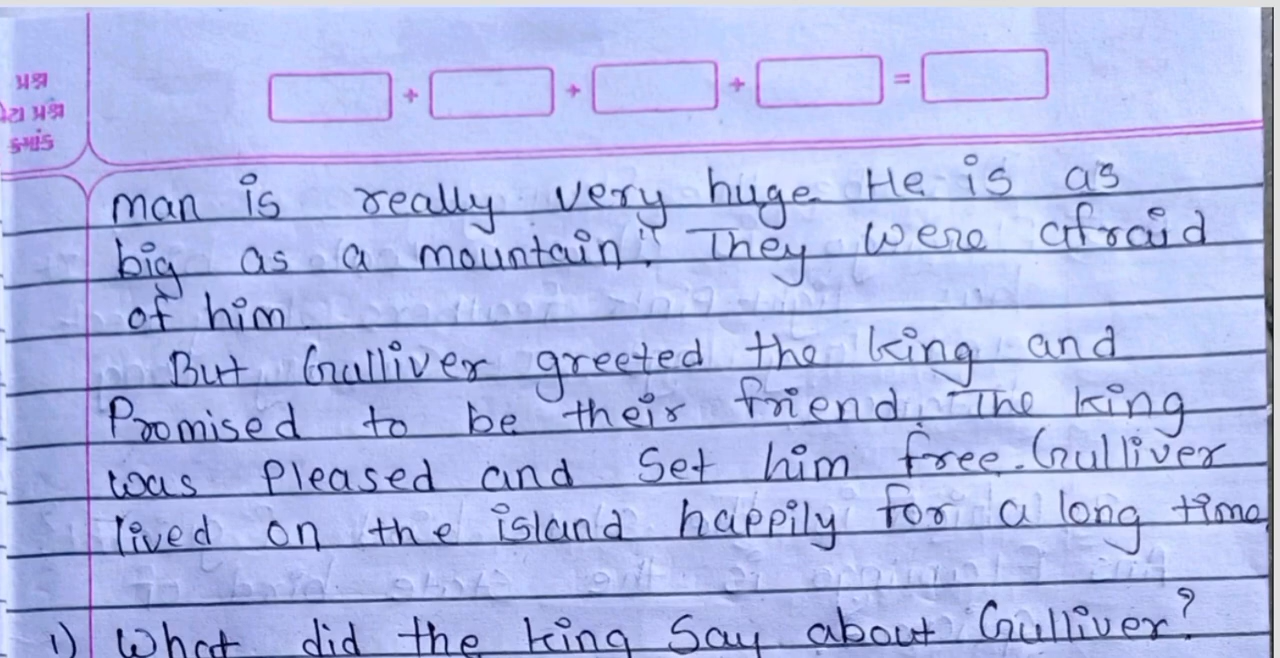 પ્રશ્ન
પેટા પ્રશ્ન
ક્રમાંક
+ + + =
man is really very huge. He is as
big as a mountain." They were afraid
of him.
But Gulliver greeted the king and
Promised to be their friend. The king
was pleased and set him free. Gulliver
lived on the island happily for a long time
1) What did the king Say about Gulliver?